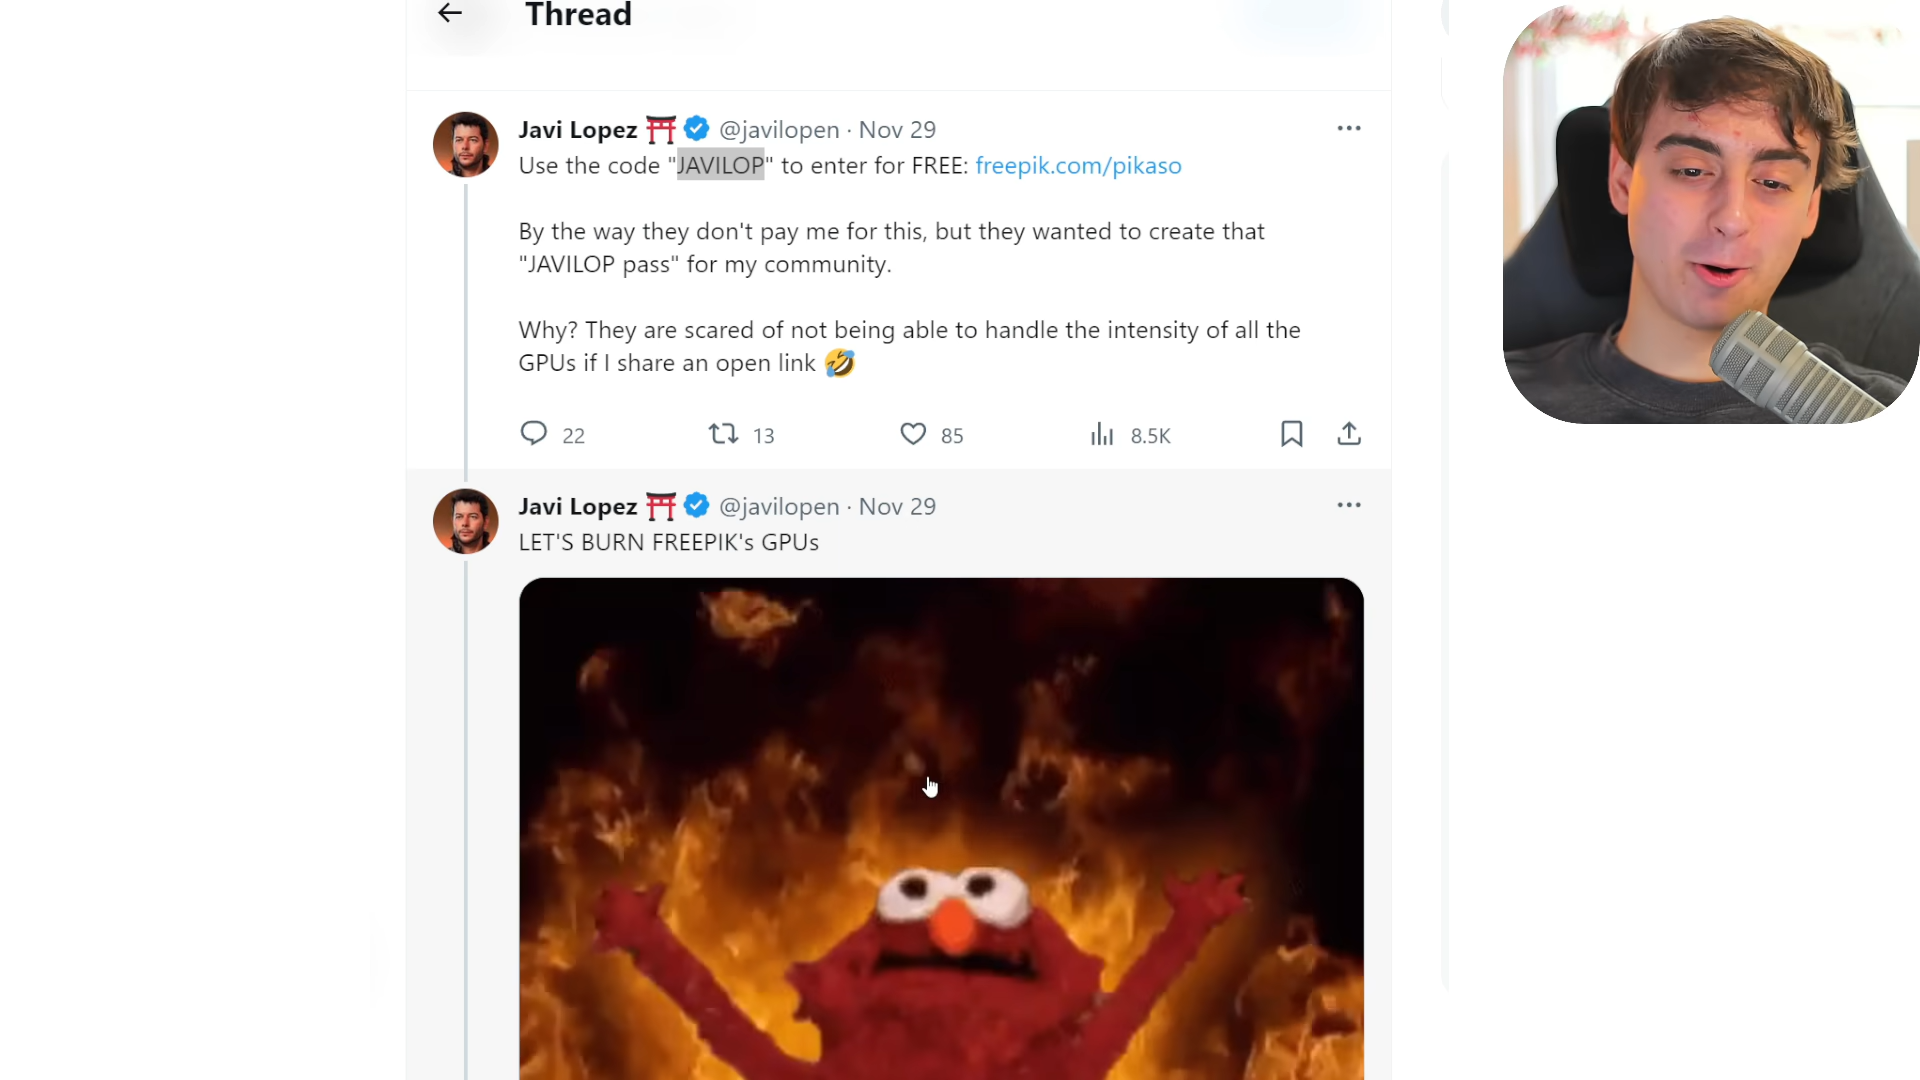 Thread
Javi Lopez ⛩️ @javilopen · Nov 29
Use the code "JAVILOP" to enter for FREE: freepik.com/pikaso
By the way they don't pay me for this, but they wanted to create that
"JAVILOP pass" for my community.
Why? They are scared of not being able to handle the intensity of all the
GPUs if I share an open link 🤣
22 13 85 8.5K
Javi Lopez ⛩️ @javilopen · Nov 29
LET'S BURN FREEPIK's GPUs